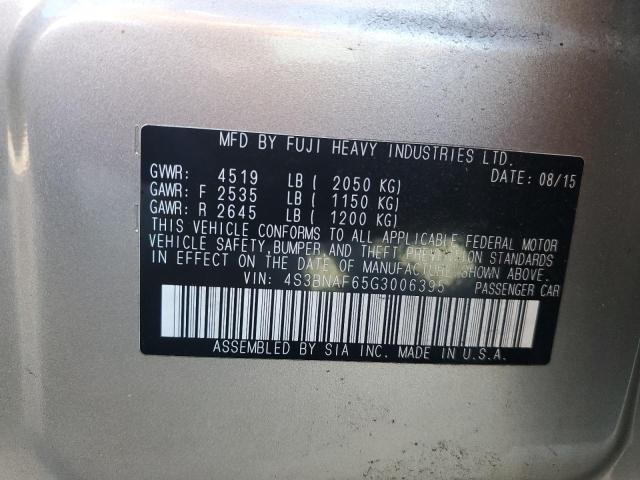 MFD BY FUJI HEAVY INDUSTRIES LTD.
GVWR: 4519 LB ( 2050 KG) DATE: 08/15
GAWR: F 2535 LB ( 1150 KG)
GAWR: R 2645 LB ( 1200 KG)
THIS VEHICLE CONFORMS TO ALL APPLICABLE FEDERAL MOTOR
VEHICLE SAFETY,BUMPER,AND THEFT PREVENTION STANDARDS
IN EFFECT ON THE DATE OF MANUFACTURE SHOWN ABOVE.
VIN: 4S3BNAF65G3006395 PASSENGER CAR
ASSEMBLED BY SIA INC. MADE IN U.S.A.